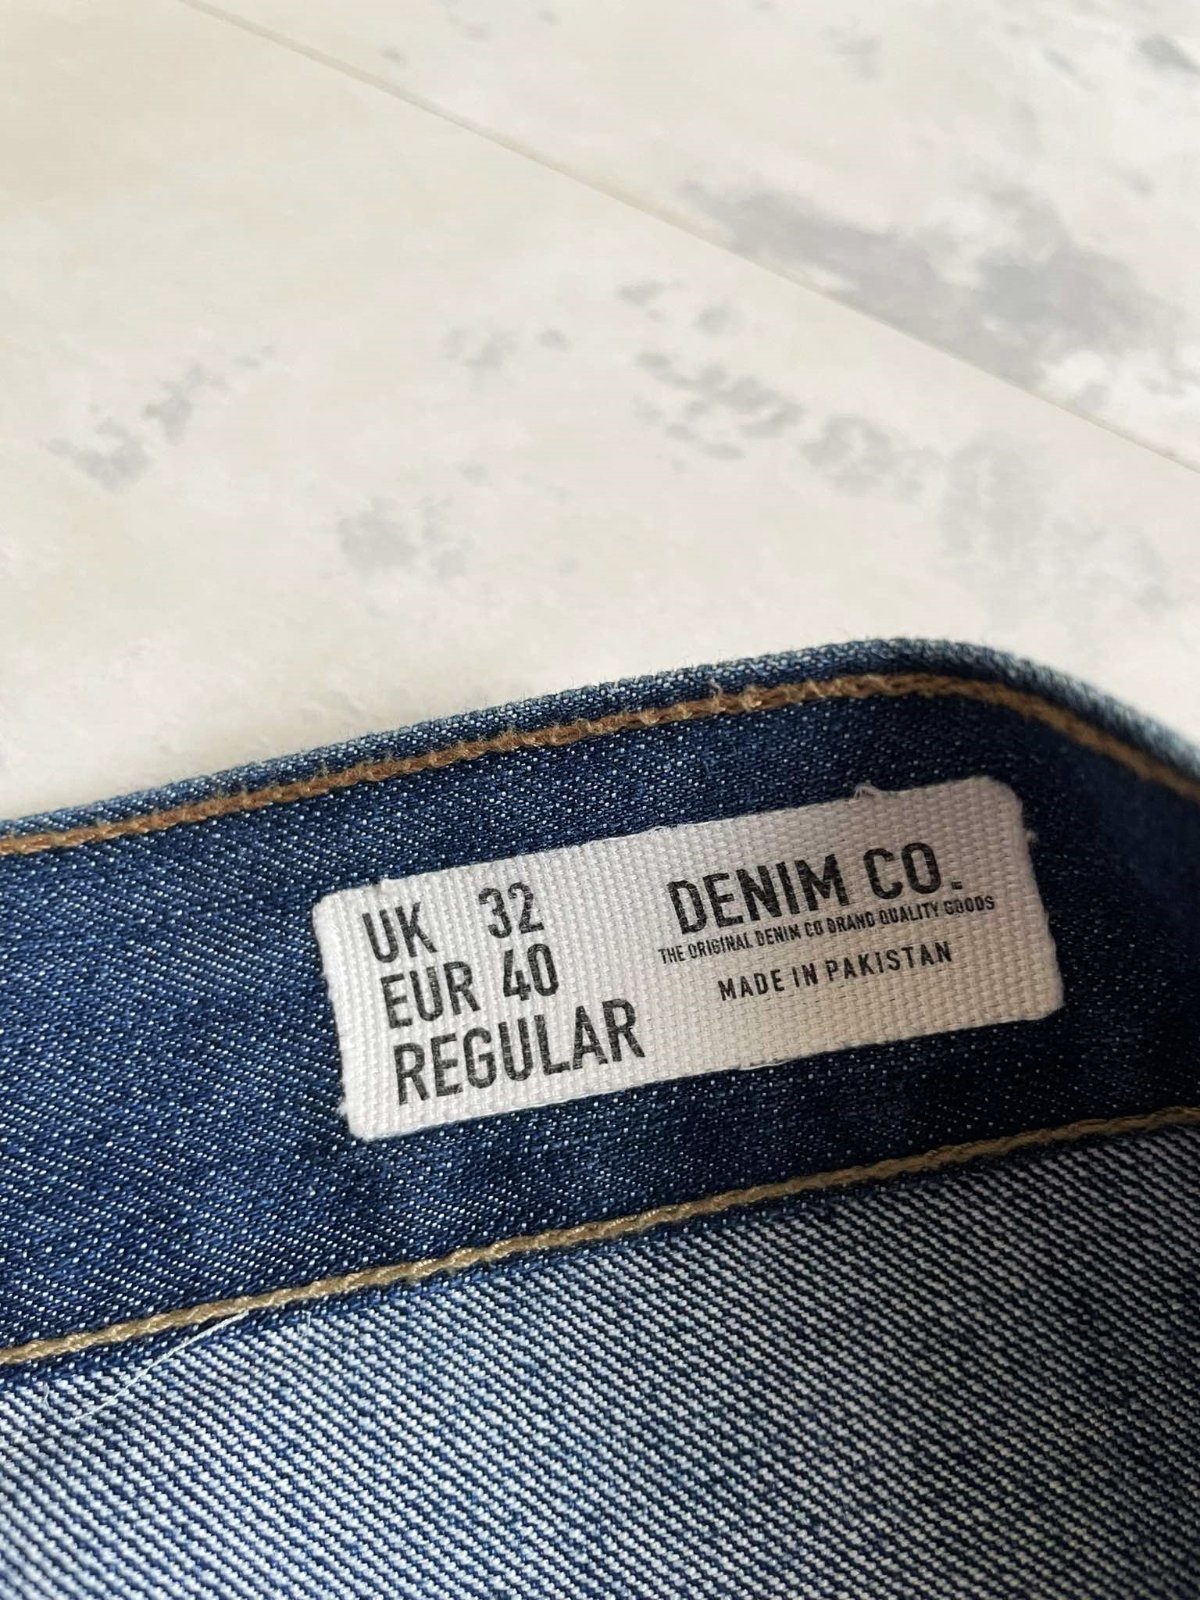 UK 32
EUR 40
REGULAR
DENIM CO.
THE ORIGINAL DENIM CO BRAND QUALITY GOODS
MADE IN PAKISTAN